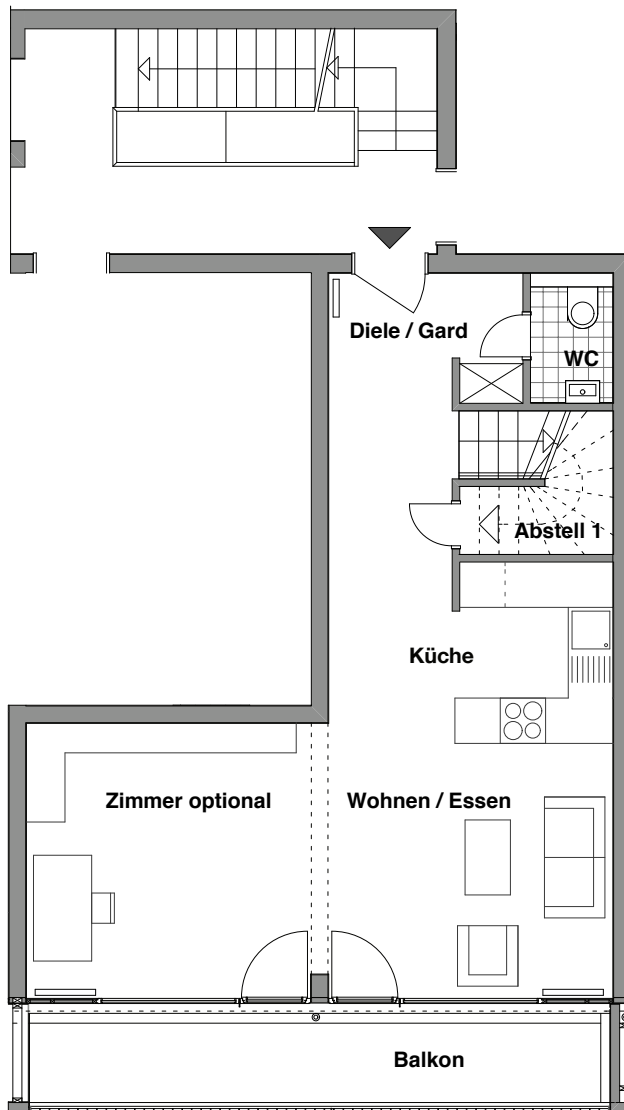 Diele / Gard
WC
Abstell 1
Küche
Zimmer optional
Wohnen / Essen
Balkon